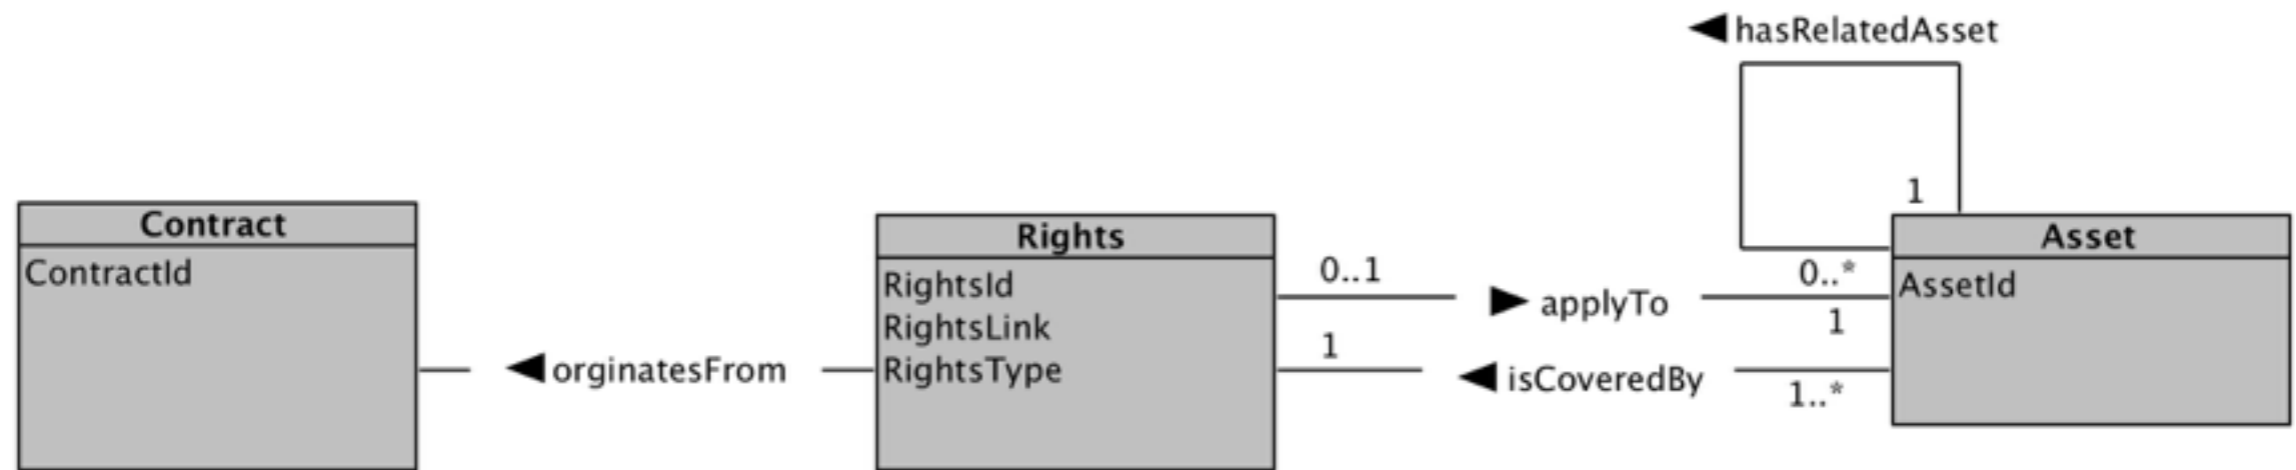 hasRelatedAsset
1
Contract
ContractId
orginatesFrom
Rights
RightsId
RightsLink
RightsType
0..1
applyTo
0..*
1
1
isCoveredBy
1..*
Asset
AssetId